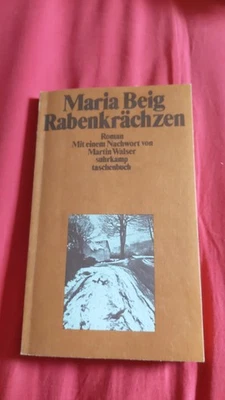 Maria Beig
Rabenkrächzen
Roman
Mit einem Nachwort von
Martin Walser
suhrkamp
taschenbuch